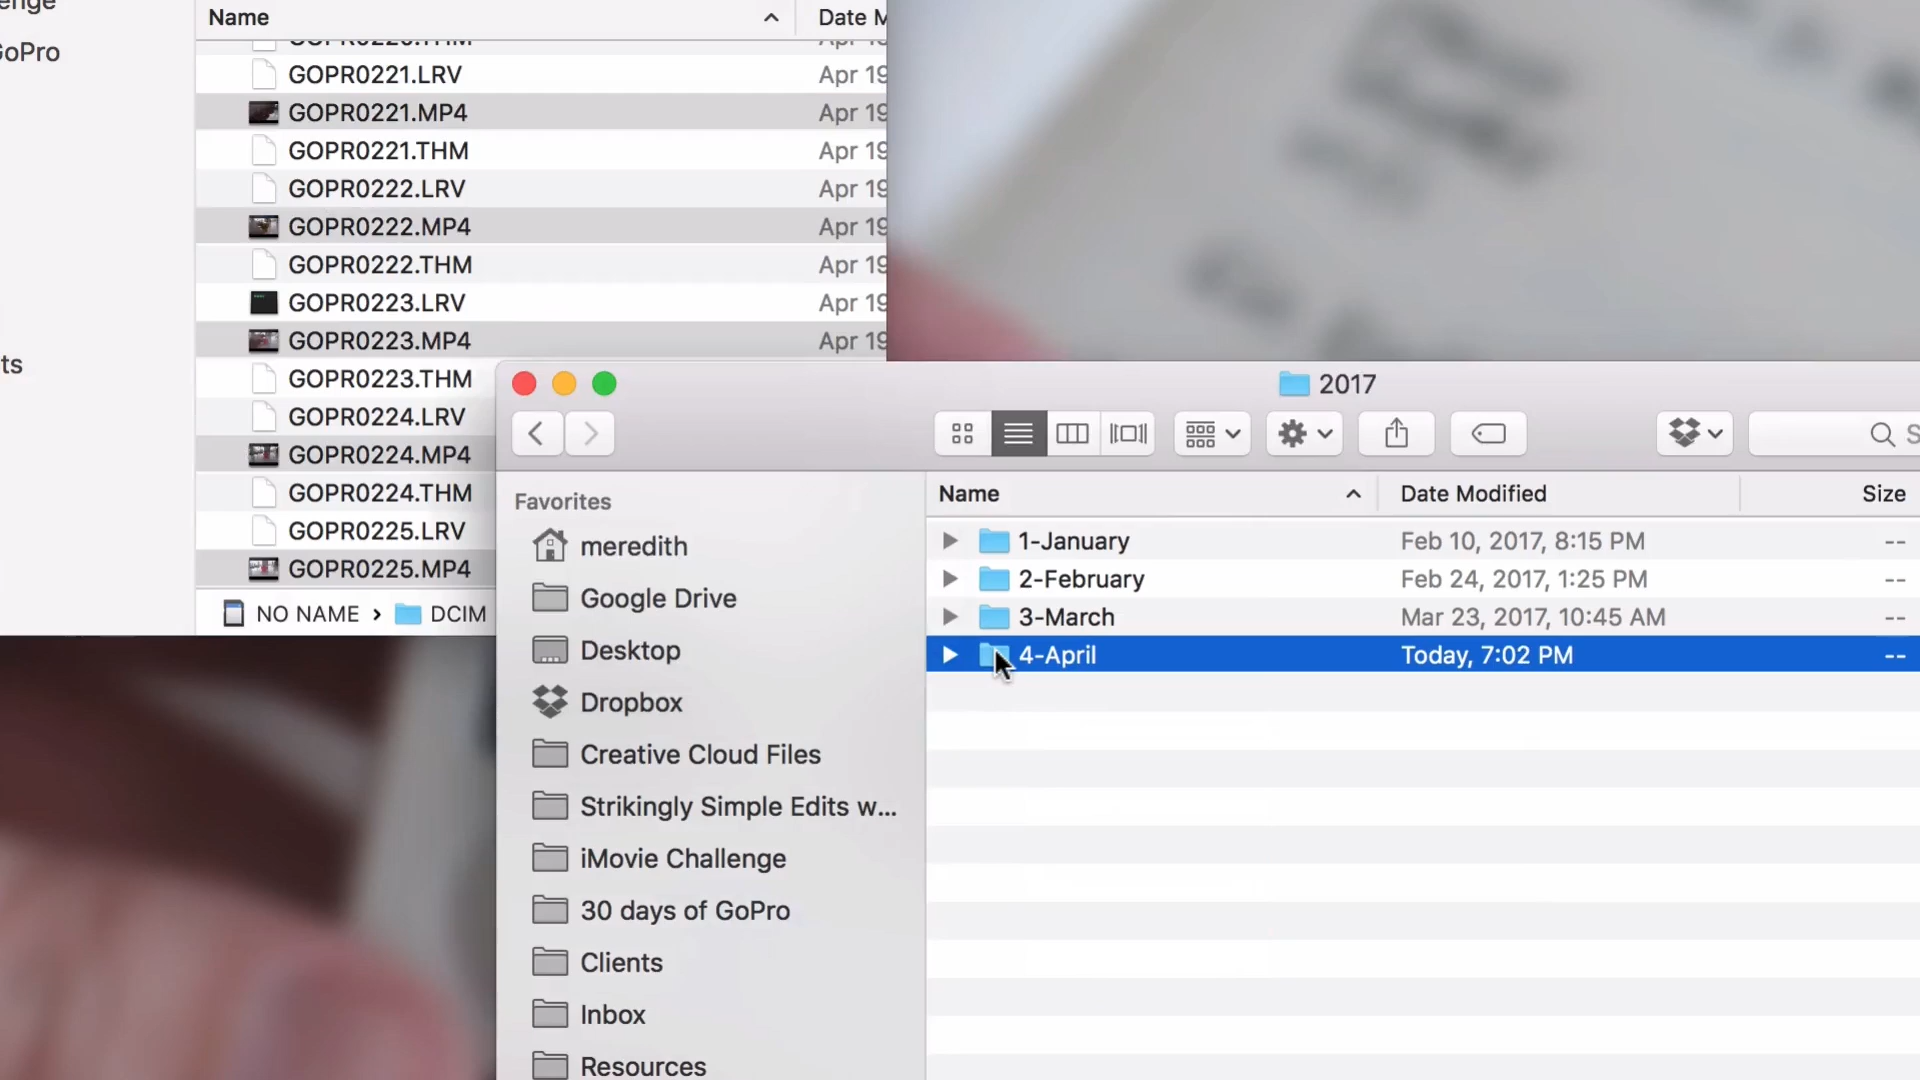 enge
GoPro
ts
Name
Date M
GOPR0221.LRV Apr 19
GOPR0221.MP4 Apr 19
GOPR0221.THM Apr 19
GOPR0222.LRV Apr 19
GOPR0222.MP4 Apr 19
GOPR0222.THM Apr 19
GOPR0223.LRV Apr 19
GOPR0223.MP4 Apr 19
GOPR0223.THM
GOPR0224.LRV
GOPR0224.MP4
GOPR0224.THM
GOPR0225.LRV
GOPR0225.MP4
NO NAME › DCIM
2017
S
Favorites
meredith
Google Drive
Desktop
Dropbox
Creative Cloud Files
Strikingly Simple Edits w...
iMovie Challenge
30 days of GoPro
Clients
Inbox
Resources
Name Date Modified Size
1-January Feb 10, 2017, 8:15 PM --
2-February Feb 24, 2017, 1:25 PM --
3-March Mar 23, 2017, 10:45 AM --
4-April Today, 7:02 PM --